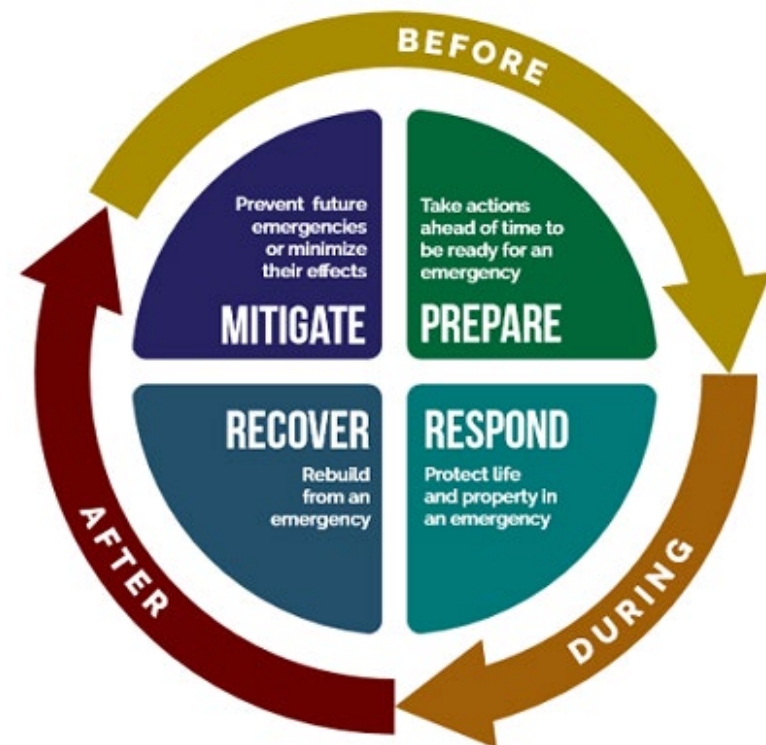 BEFORE
Prevent future
emergencies
or minimize
their effects
MITIGATE
Take actions
ahead of time to
be ready for an
emergency
PREPARE
RECOVER
Rebuild
from an
emergency
RESPOND
Protect life
and property in
an emergency
AFTER
DURING